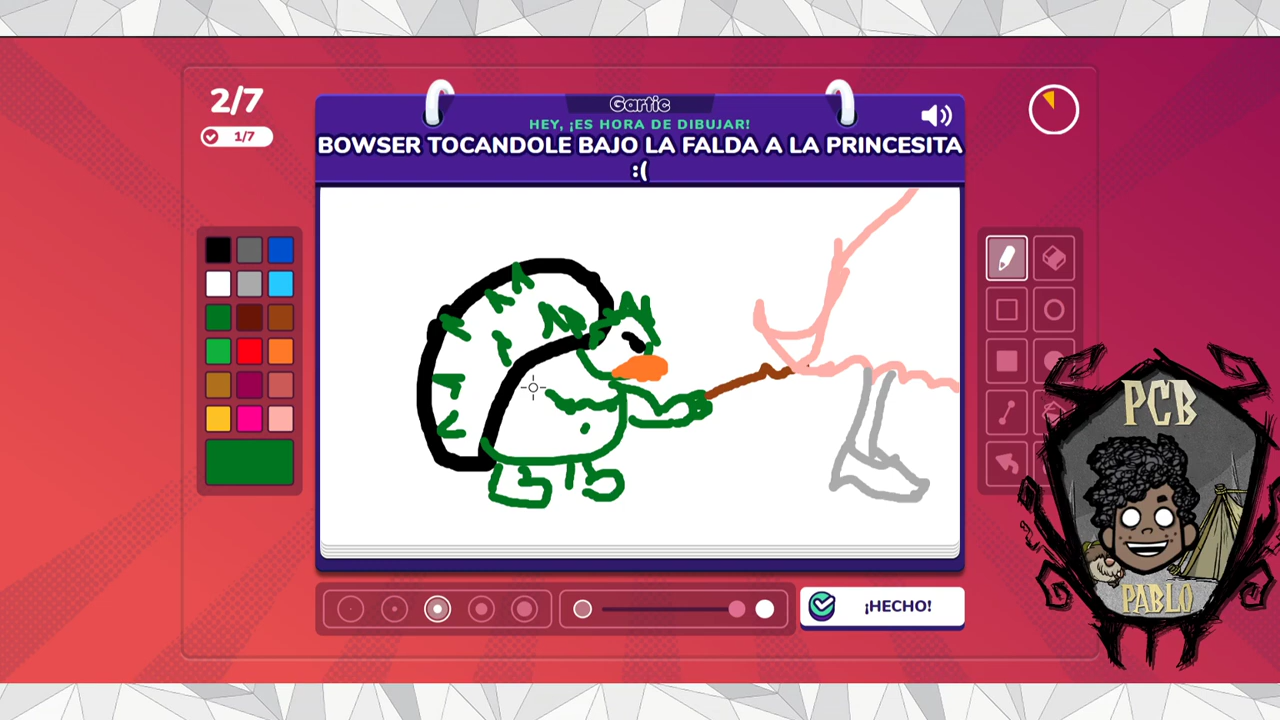 2/7
1/7
Gartic
HEY, ¡ES HORA DE DIBUJAR!
BOWSER TOCANDOLE BAJO LA FALDA A LA PRINCESITA
:(
PCB
PABLO
¡HECHO!